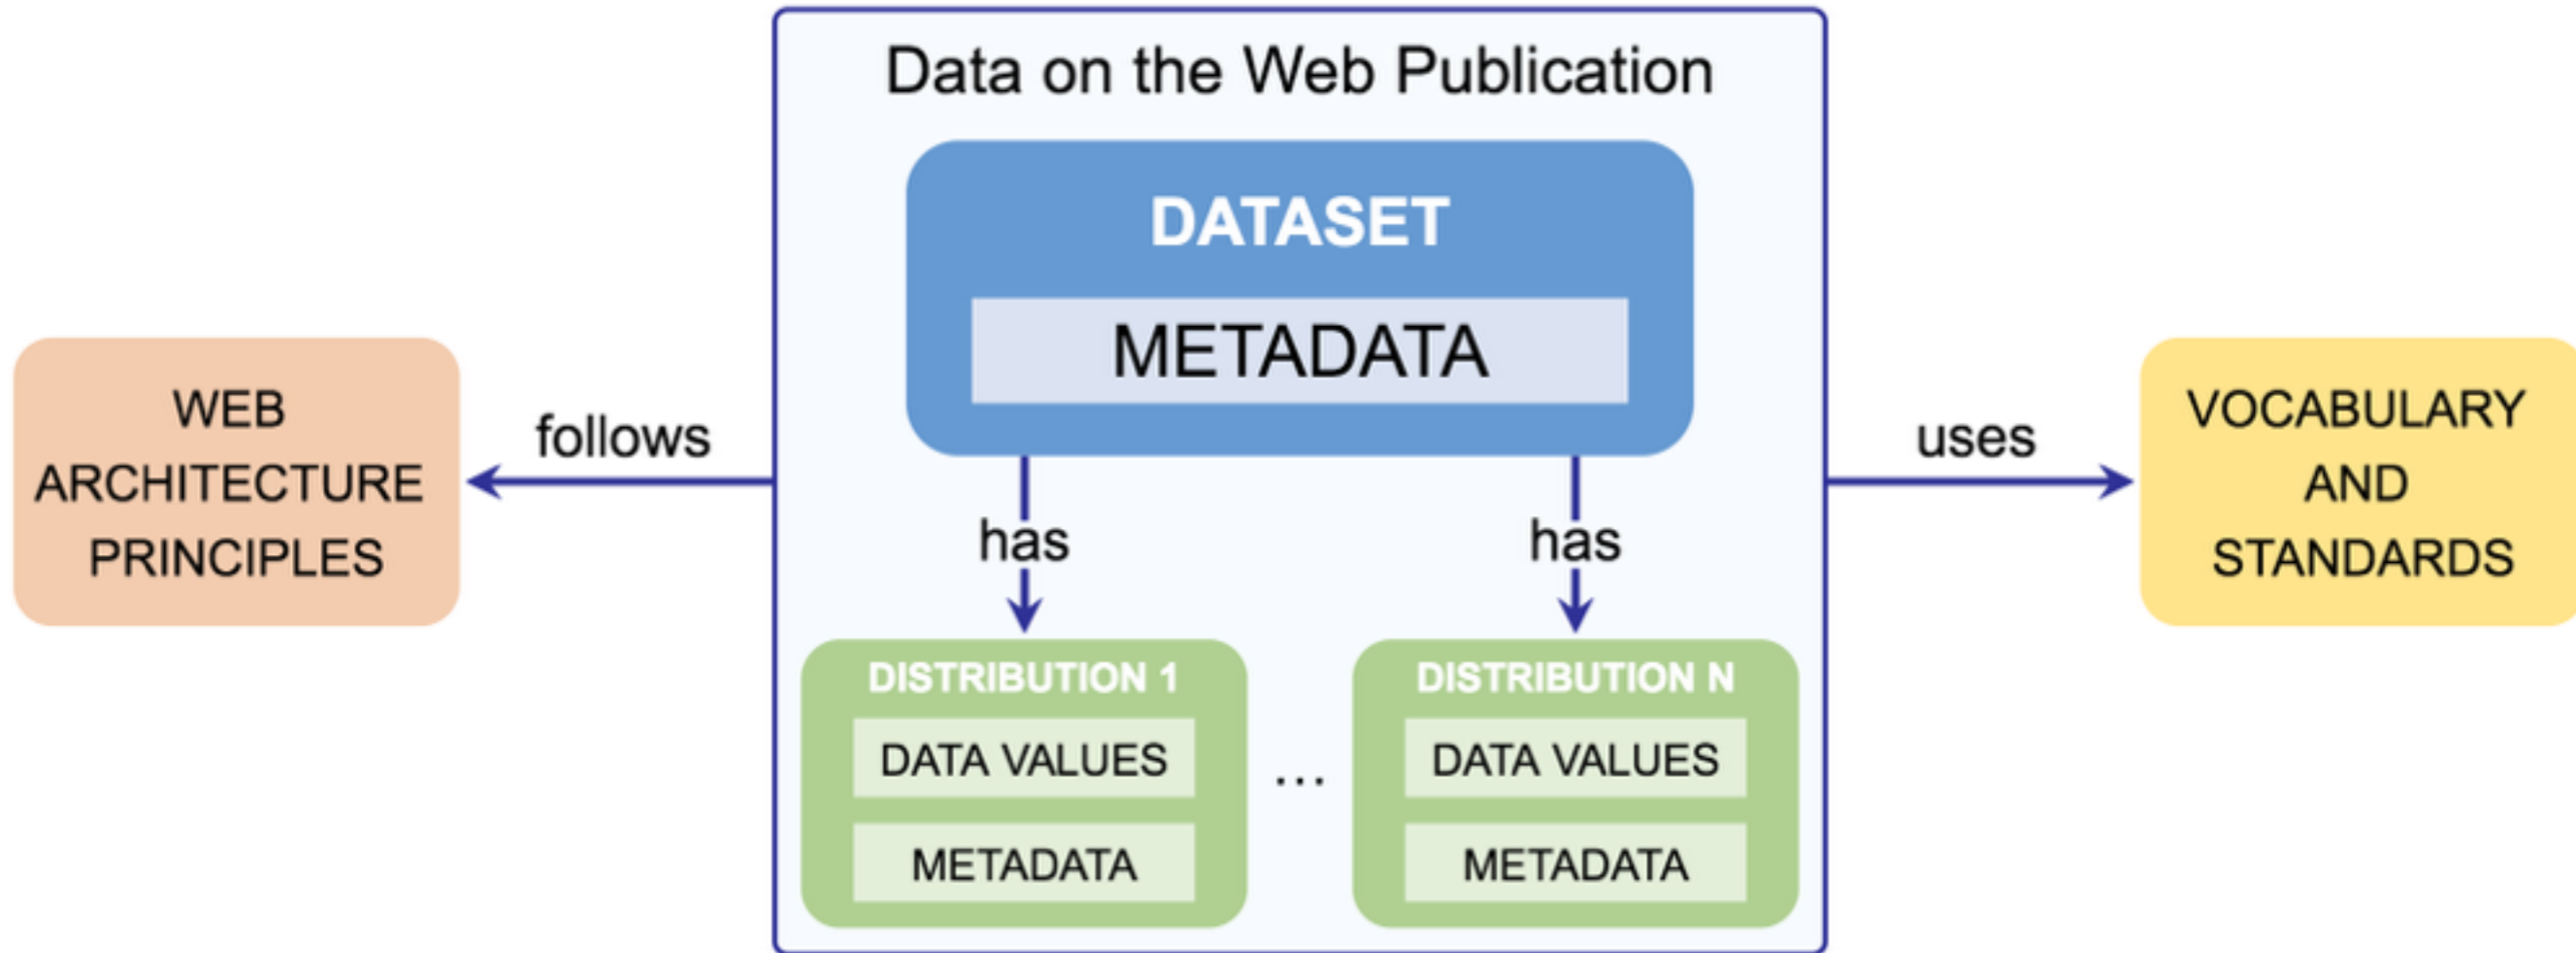 Data on the Web Publication
DATASET
METADATA
WEB
ARCHITECTURE
PRINCIPLES
follows
uses
VOCABULARY
AND
STANDARDS
has
has
DISTRIBUTION 1
DATA VALUES
METADATA
...
DISTRIBUTION N
DATA VALUES
METADATA